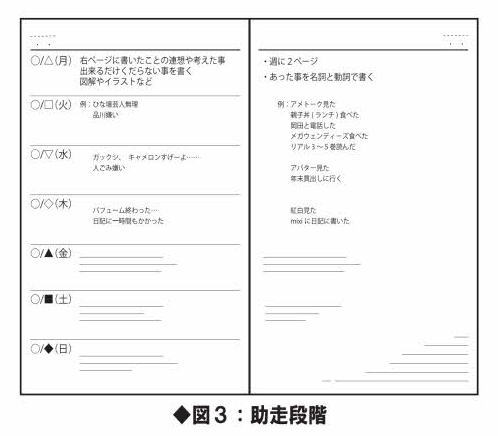 ○/△(月)
右ページに書いたことの連想や考えた事
出来るだけくだらない事を書く
図解やイラストなど
○/□(火)
例:ひな壇芸人無理
品川嫌い
○/▽(水)
ガックシ、 キャメロンすげーよ……
人ごみ嫌い
○/◇(木)
パフューム終わった…
日記に一時間もかかった
○/▲(金)
○/■(土)
○/◆(日)
・週に2ページ
・あった事を名詞と動詞で書く
例:アメトーク見た
親子丼(ランチ)食べた
岡田と電話した
メガウェンディーズ食べた
リアル3〜5巻読んだ
アバター見た
年末買出しに行く
紅白見た
mixiに日記に書いた
◆図3:助走段階